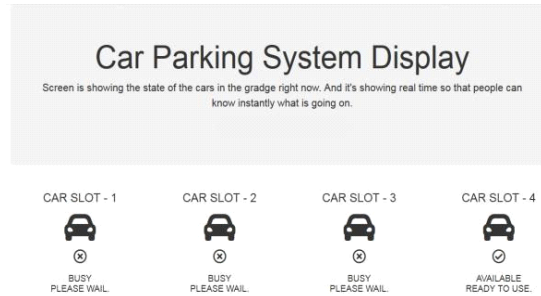 Car Parking System Display
Screen is showing the state of the cars in the gradge right now. And it's showing real time so that people can
know instantly what is going on.
CAR SLOT - 1
CAR SLOT - 2
CAR SLOT - 3
CAR SLOT - 4
BUSY
PLEASE WAIL.
BUSY
PLEASE WAIL.
BUSY
PLEASE WAIL.
AVAILABLE
READY TO USE.